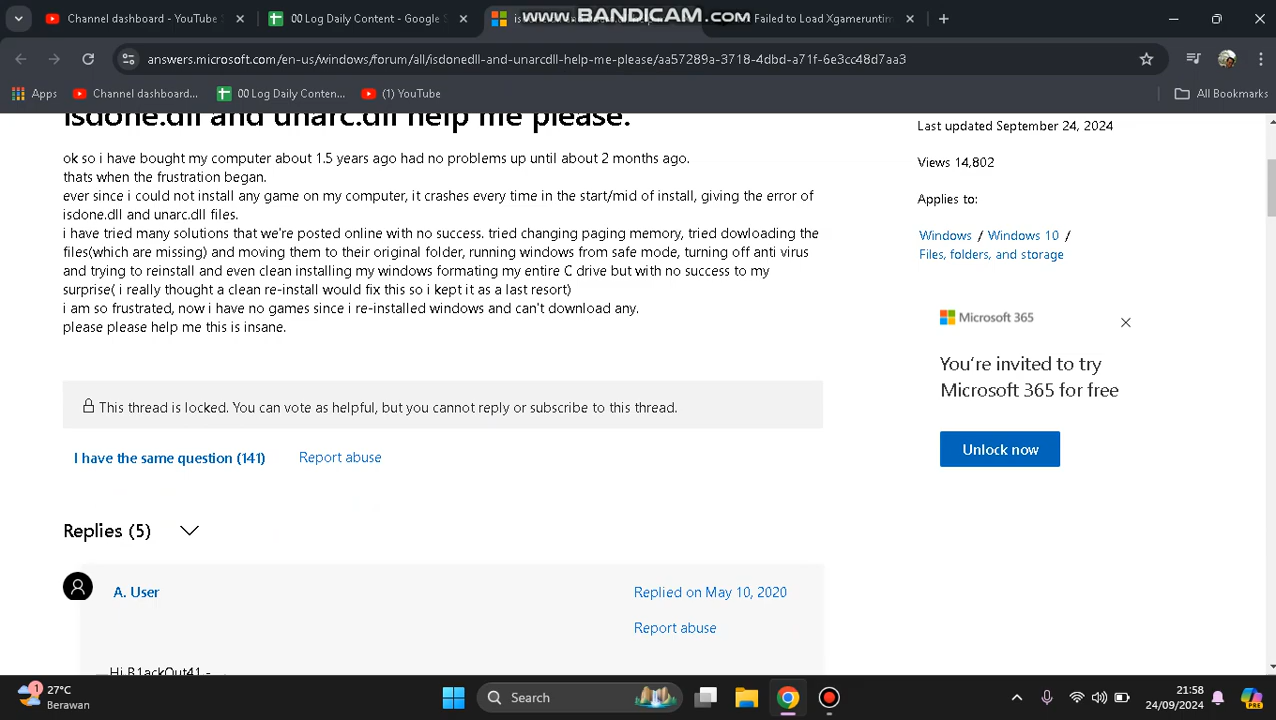 Channel dashboard - YouTube S
00 Log Daily Content - Google S
www.BANDICAM.com
Failed to Load Xgameruntin
answers.microsoft.com/en-us/windows/forum/all/isdonedll-and-unarcdll-help-me-please/aa57289a-3718-4dbd-a71f-6e3cc48d7aa3
Apps
Channel dashboard...
00 Log Daily Conten...
(1) YouTube
All Bookmarks
isdone.dll and unarc.dll help me please.
ok so i have bought my computer about 1.5 years ago had no problems up until about 2 months ago.
thats when the frustration began.
ever since i could not install any game on my computer, it crashes every time in the start/mid of install, giving the error of
isdone.dll and unarc.dll files.
i have tried many solutions that we're posted online with no success. tried changing paging memory, tried dowloading the
files(which are missing) and moving them to their original folder, running windows from safe mode, turning off anti virus
and trying to reinstall and even clean installing my windows formating my entire C drive but with no success to my
surprise( i really thought a clean re-install would fix this so i kept it as a last resort)
i am so frustrated, now i have no games since i re-installed windows and can't download any.
please please help me this is insane.
This thread is locked. You can vote as helpful, but you cannot reply or subscribe to this thread.
I have the same question (141)
Report abuse
Replies (5)
A. User
Replied on May 10, 2020
Report abuse
Hi B1ackOut41 -
Last updated September 24, 2024
Views 14,802
Applies to:
Windows / Windows 10 /
Files, folders, and storage
Microsoft 365
You're invited to try
Microsoft 365 for free
Unlock now
1
27°C
Berawan
Search
21:58
24/09/2024
PRE